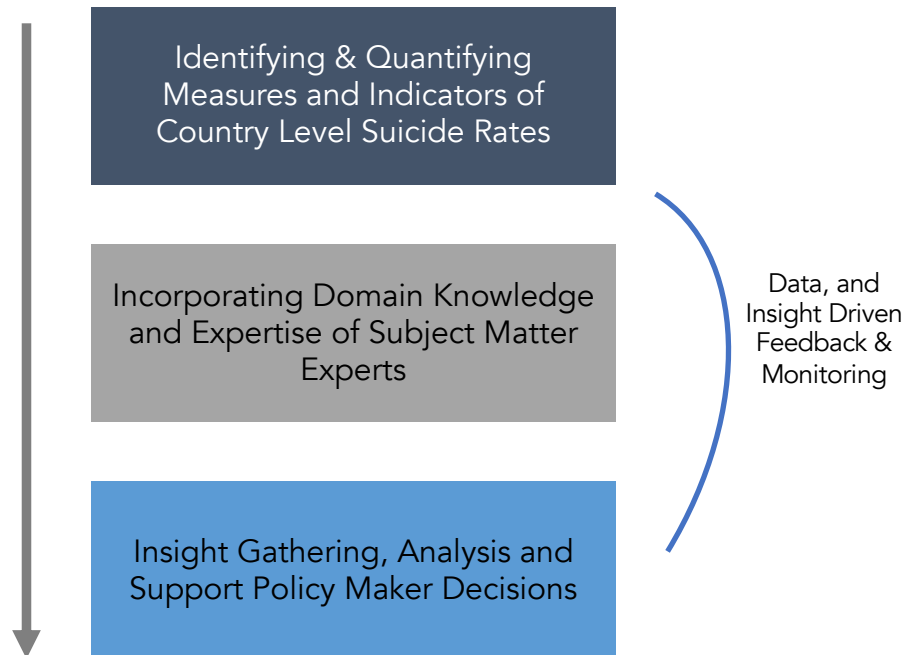 Identifying & Quantifying
Measures and Indicators of
Country Level Suicide Rates
Incorporating Domain Knowledge
and Expertise of Subject Matter
Experts
Data, and
Insight Driven
Feedback &
Monitoring
Insight Gathering, Analysis and
Support Policy Maker Decisions